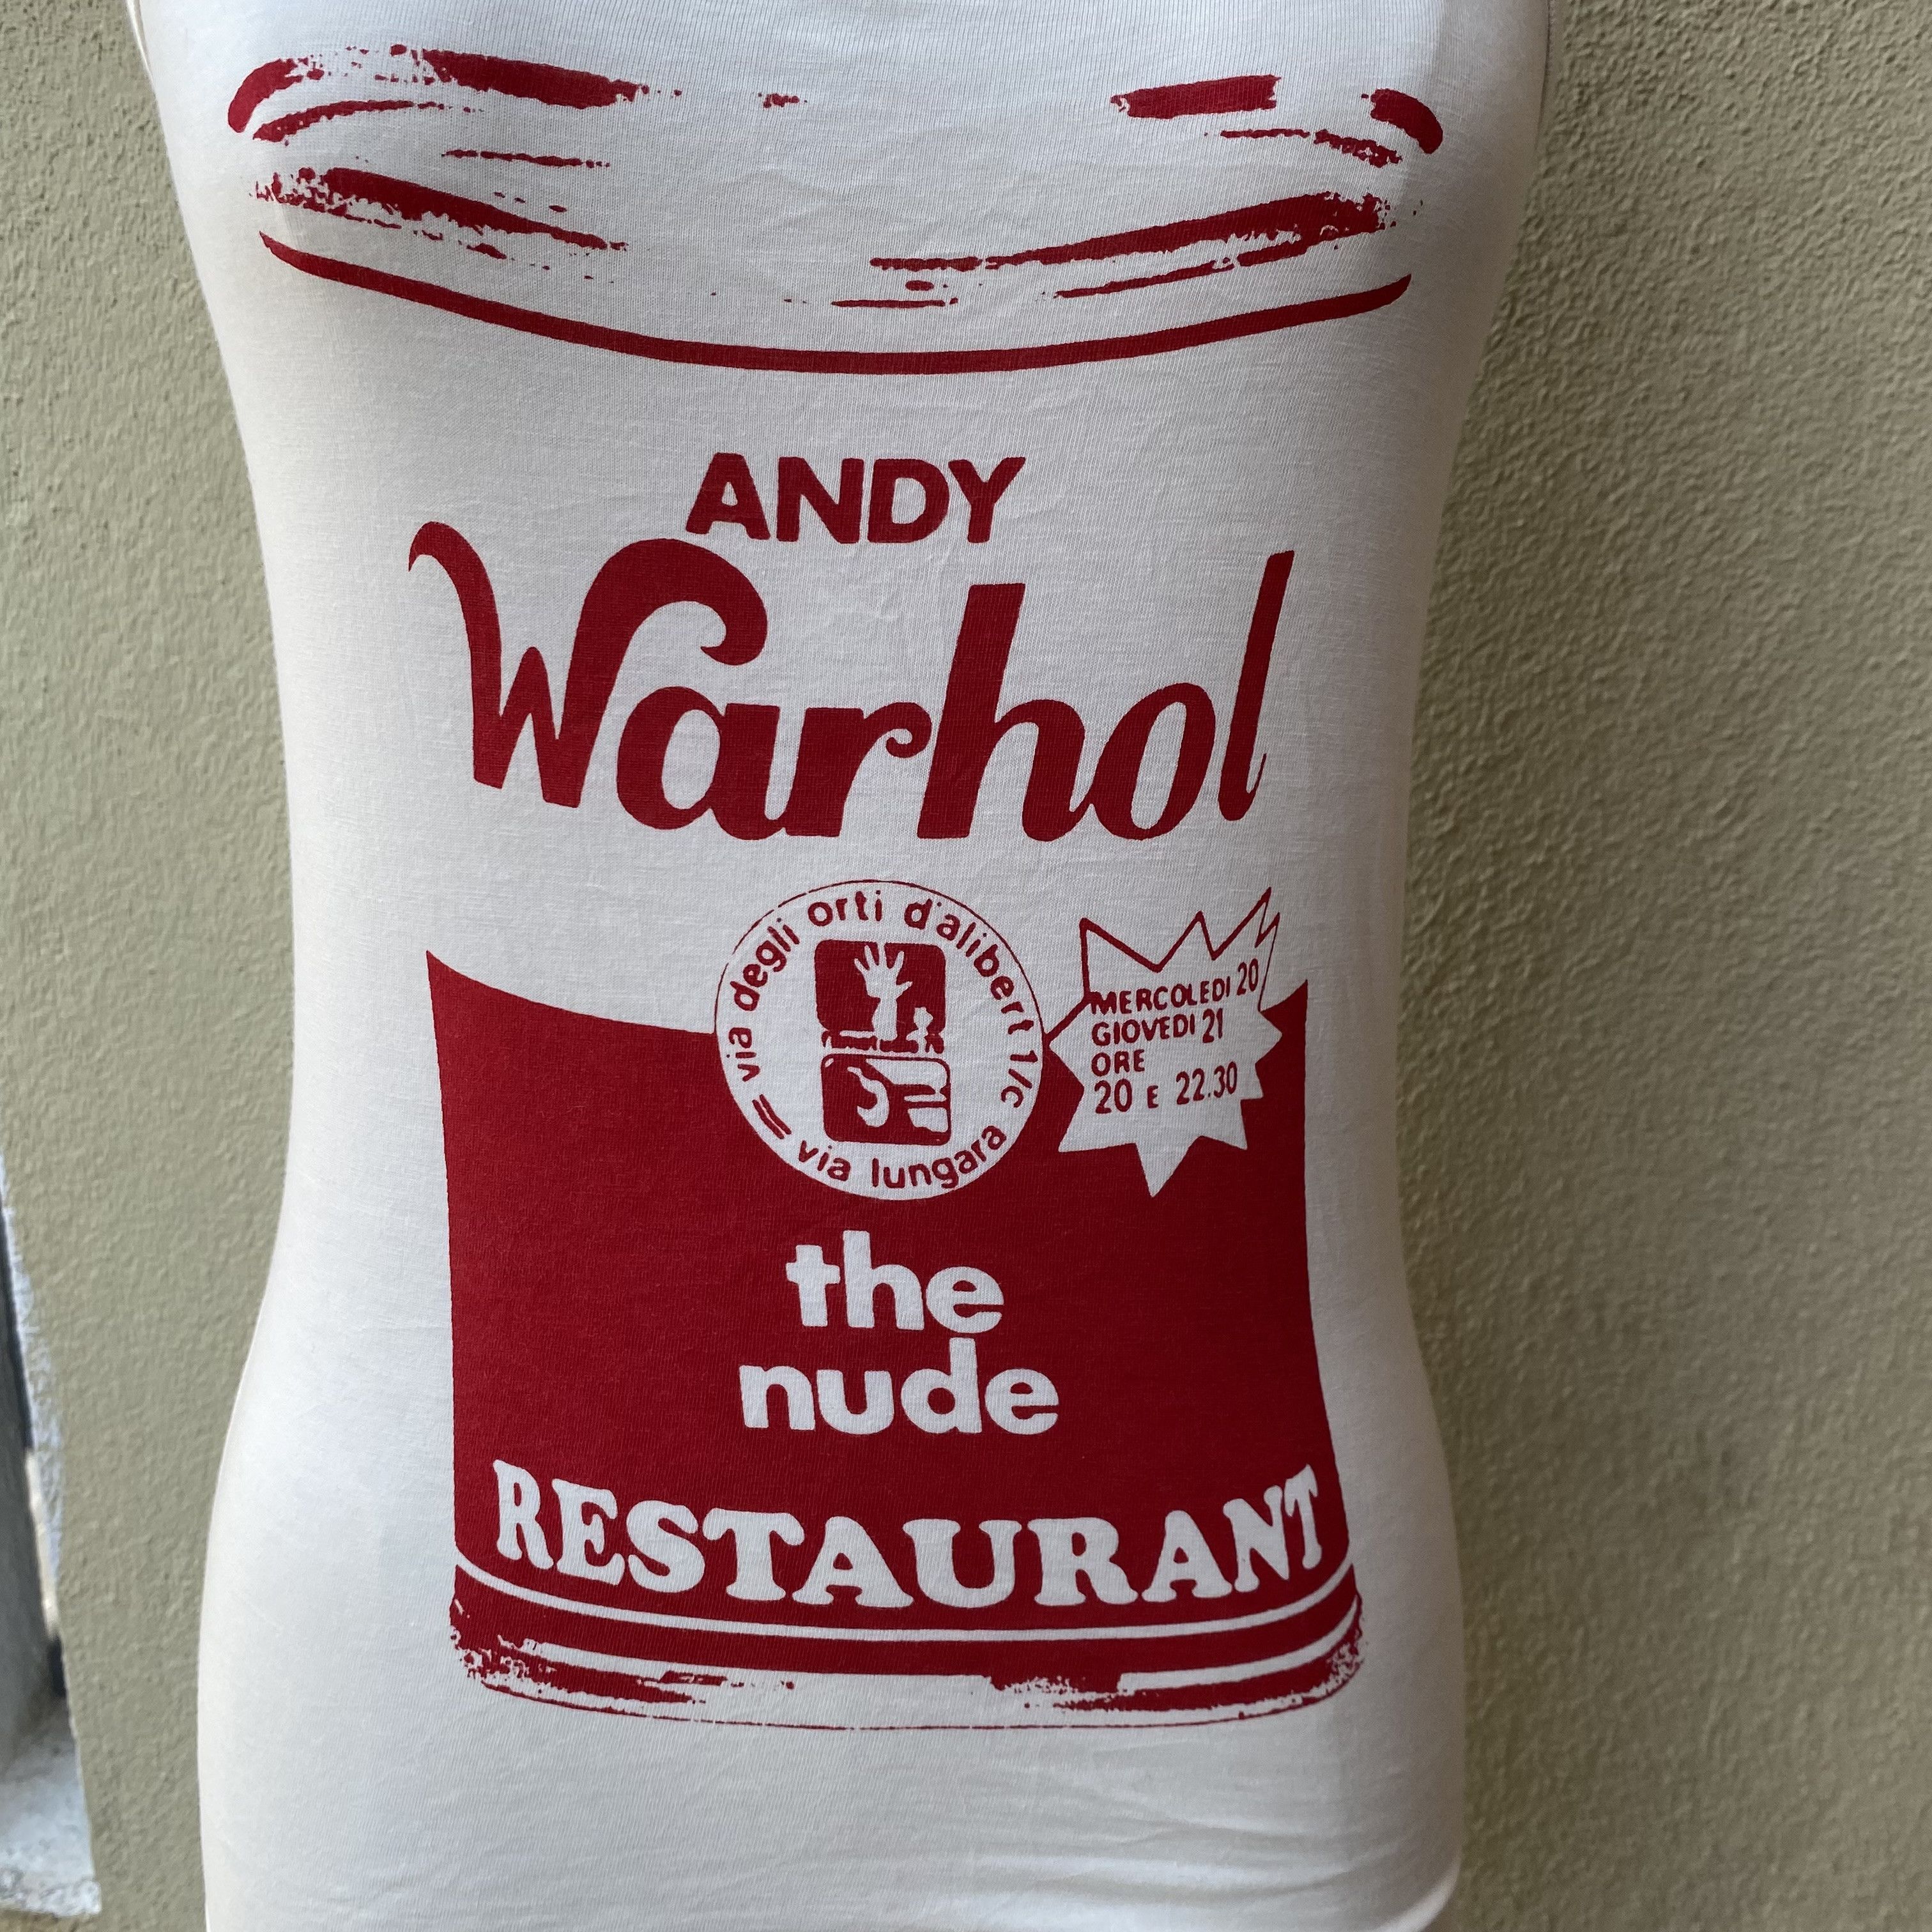 ANDY
Warhol
via degli orti d'alibert 1/c
via lungara
MERCOLEDI 20
GIOVEDI 21
ORE
20 E 22.30
the
nude
RESTAURANT